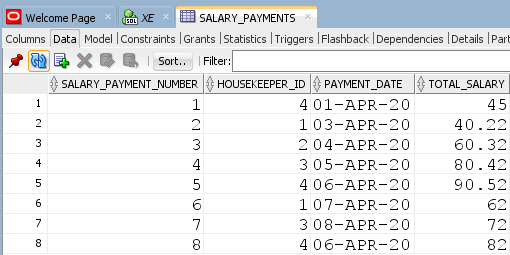 Welcome Page XE SALARY_PAYMENTS
Columns Data Model Constraints Grants Statistics Triggers Flashback Dependencies Details Part
Sort.. Filter:
SALARY_PAYMENT_NUMBER HOUSEKEEPER_ID PAYMENT_DATE TOTAL_SALARY
1 1 4 01-APR-20 45
2 2 1 03-APR-20 40.22
3 3 2 04-APR-20 60.32
4 4 3 05-APR-20 80.42
5 5 4 06-APR-20 90.52
6 6 1 07-APR-20 62
7 7 3 08-APR-20 72
8 8 4 06-APR-20 82